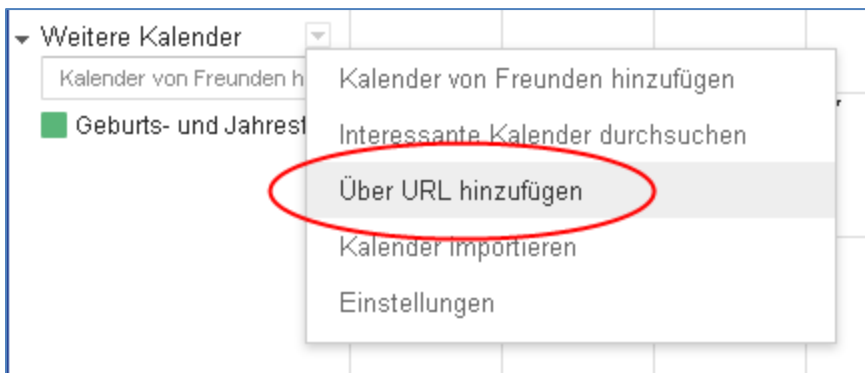 Weitere Kalender
Kalender von Freunden h
Geburts- und Jahrest
Kalender von Freunden hinzufügen
Interessante Kalender durchsuchen
Über URL hinzufügen
Kalender importieren
Einstellungen